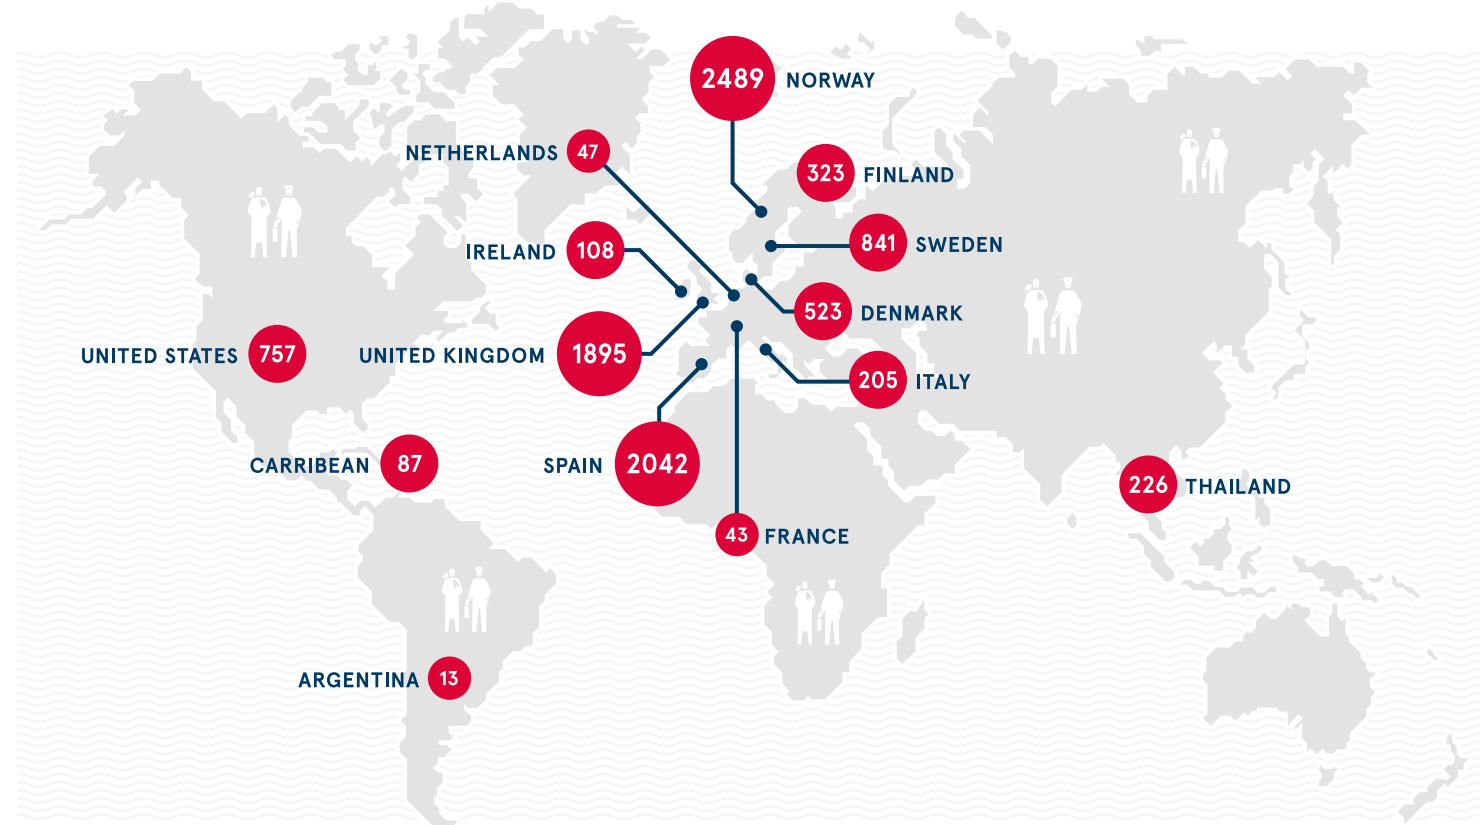 2489 NORWAY
NETHERLANDS 47
323 FINLAND
IRELAND 108
841 SWEDEN
523 DENMARK
UNITED STATES 757
UNITED KINGDOM 1895
205 ITALY
CARRIBEAN 87
SPAIN 2042
226 THAILAND
43 FRANCE
ARGENTINA 13